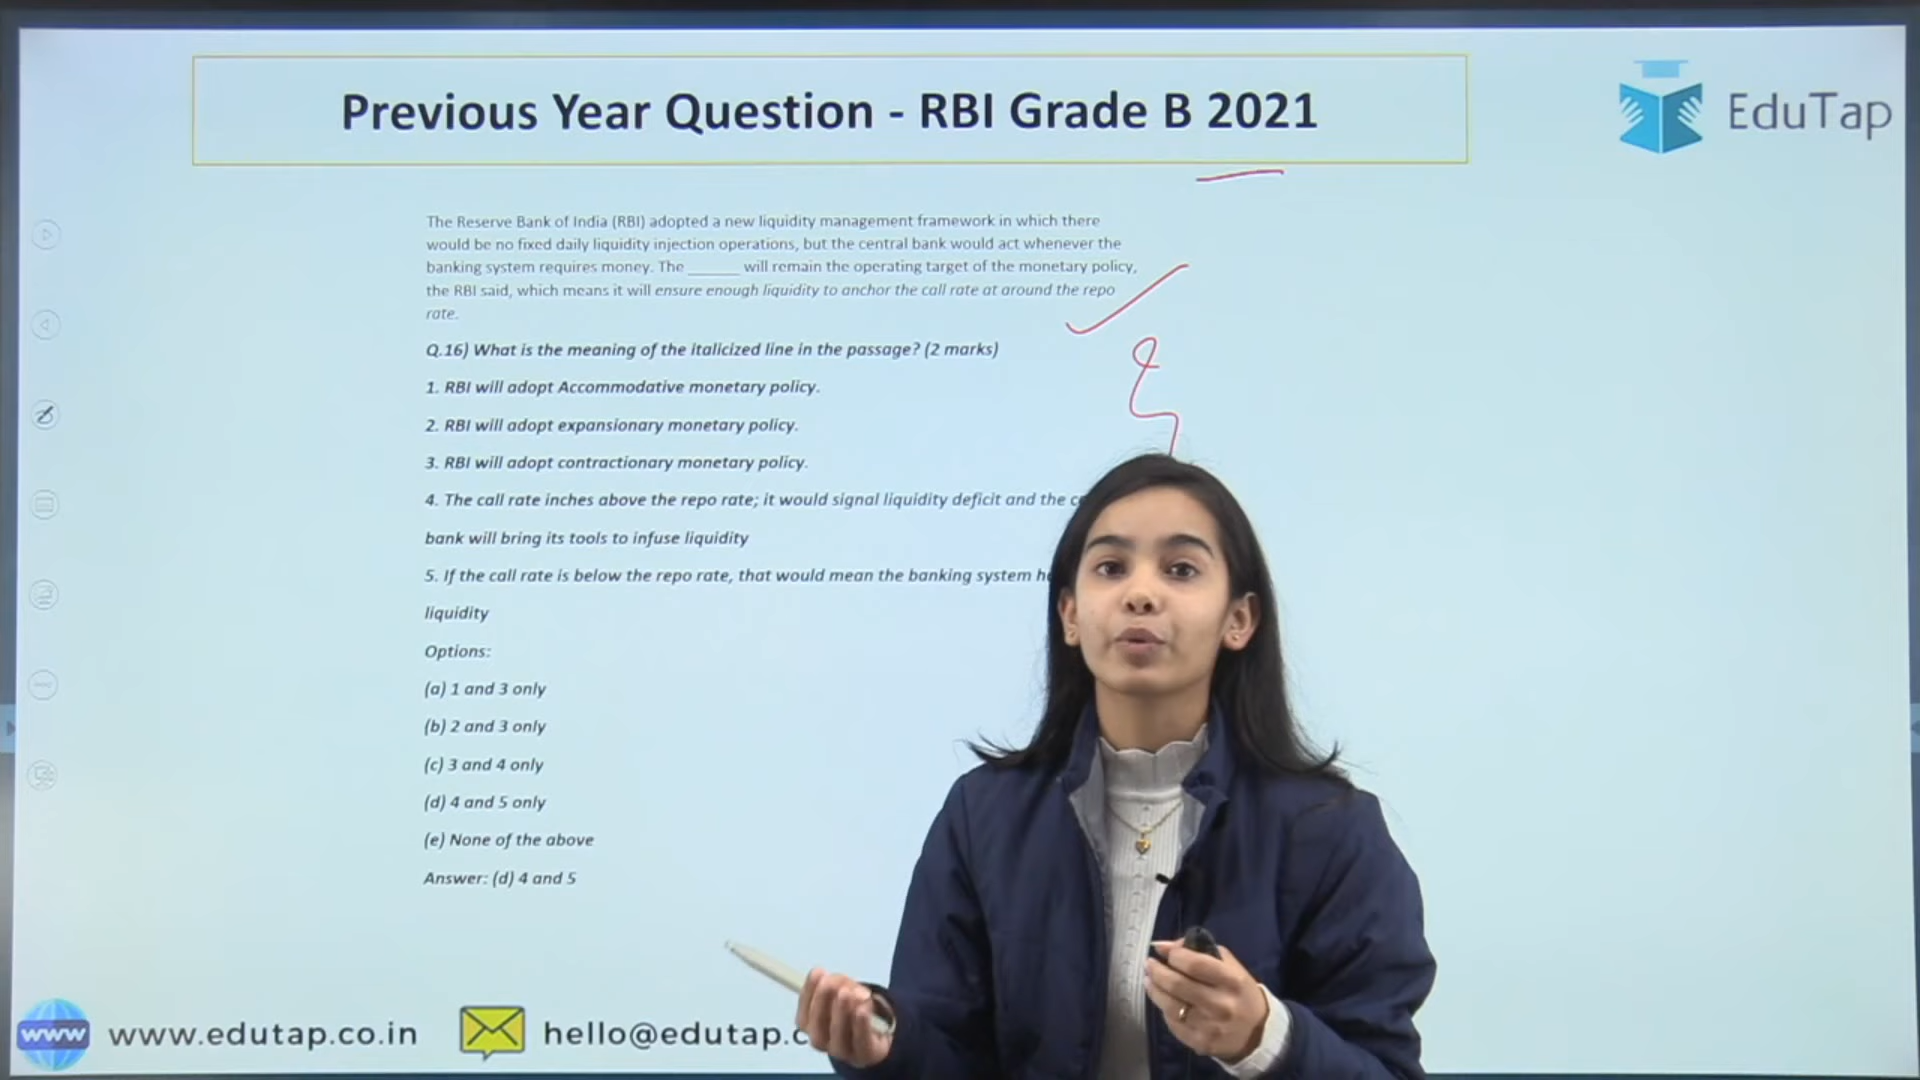 Previous Year Question - RBI Grade B 2021
EduTap
The Reserve Bank of India (RBI) adopted a new liquidity management framework in which there
would be no fixed daily liquidity injection operations, but the central bank would act whenever the
banking system requires money. The ______ will remain the operating target of the monetary policy,
the RBI said, which means it will ensure enough liquidity to anchor the call rate at around the repo
rate.
Q.16) What is the meaning of the italicized line in the passage? (2 marks)
1. RBI will adopt Accommodative monetary policy.
2. RBI will adopt expansionary monetary policy.
3. RBI will adopt contractionary monetary policy.
4. The call rate inches above the repo rate; it would signal liquidity deficit and the
bank will bring its tools to infuse liquidity
5. If the call rate is below the repo rate, that would mean the banking system
liquidity
Options:
(a) 1 and 3 only
(b) 2 and 3 only
(c) 3 and 4 only
(d) 4 and 5 only
(e) None of the above
Answer: (d) 4 and 5
www www.edutap.co.in hello@edutap.c